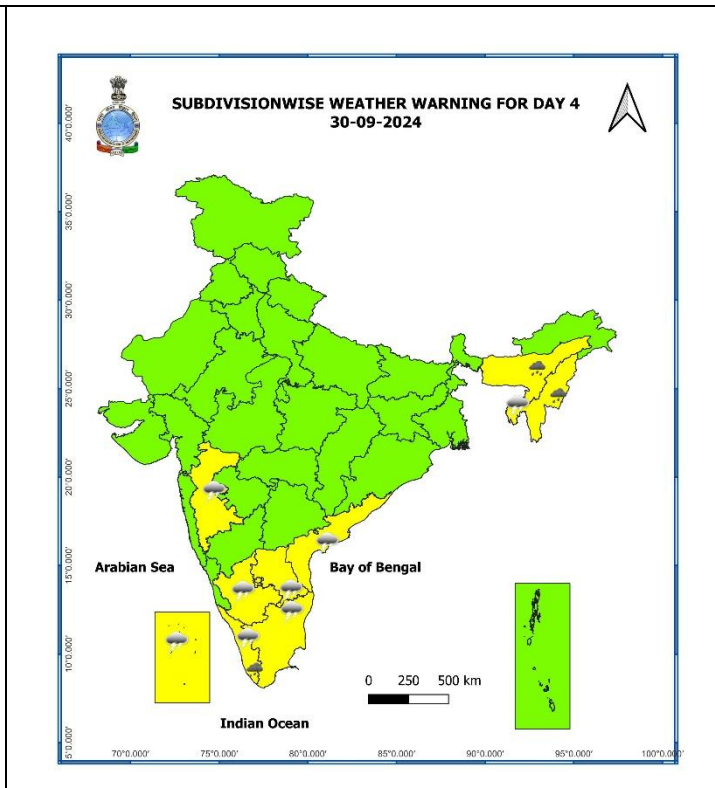 SUBDIVISIONWISE WEATHER WARNING FOR DAY 4
30-09-2024
40°0.000'
35°0.000'
30°0.000'
25°0.000'
20°0.000'
15°0.000'
10°0.000'
5°0.000'
Arabian Sea
Bay of Bengal
0 250 500 km
Indian Ocean
70°0.000' 75°0.000' 80°0.000' 85°0.000' 90°0.000' 95°0.000' 100°0.000'